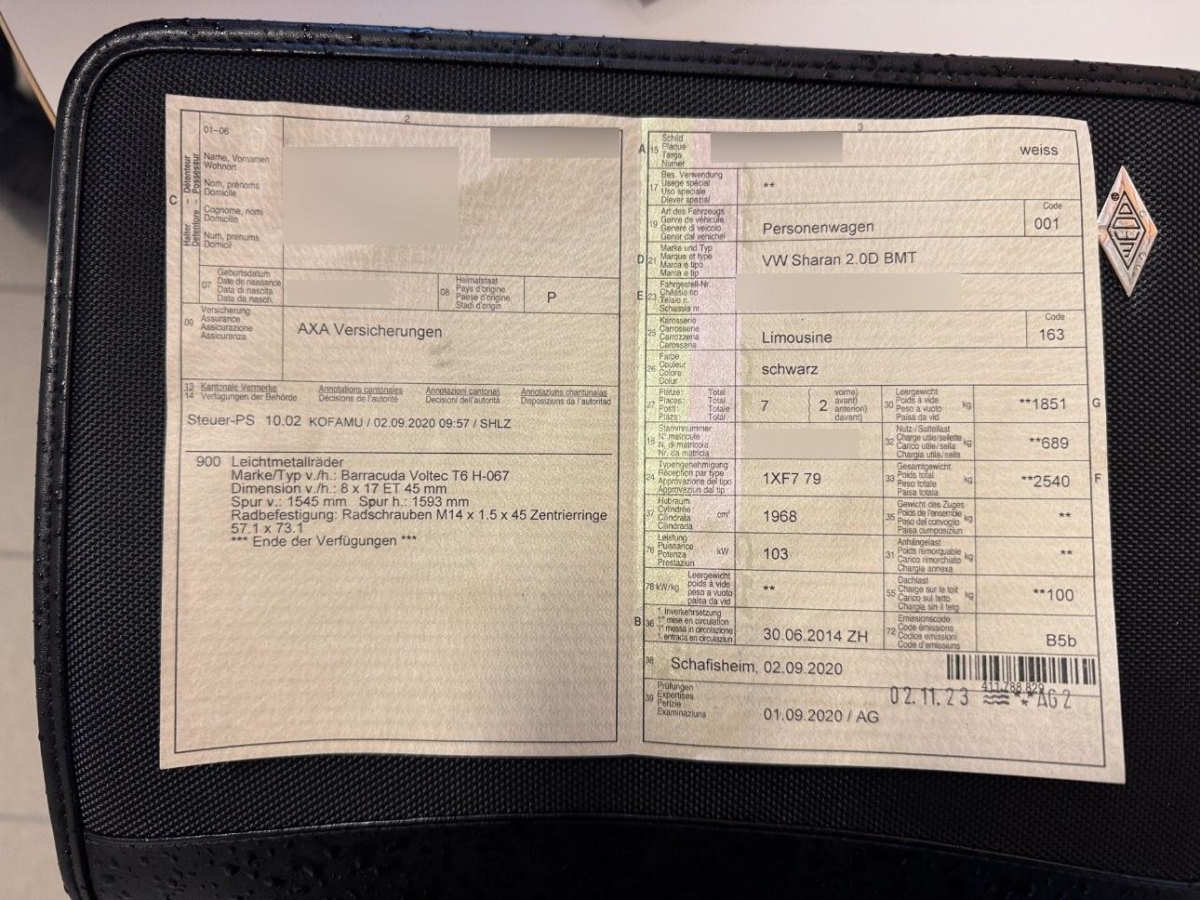 2
01-06
Halter - Détenteur
Detentore - Possessur
C
Name, Vornamen
Wohnort
Nom, prénoms
Domicile
Cognome, nomi
Domicilio
Num, prenums
Domicil
07
Geburtsdatum
Date de naissance
Data di nascita
Data da nasch.
08
Heimatstaat
Pays d'origine
Paese d'origine
Stadi d'origin
P
09
Versicherung
Assurance
Assicurazione
Assicuranza
AXA Versicherungen
13 Kantonale Vermerke
14 Verfügungen der Behörde
Annotations cantonales
Décisions de l'autorité
Annotazioni cantonali
Decisioni dell'autorità
Annotaziuns chantunalas
Disposiziuns da l'autoritad
Steuer-PS 10.02 KOFAMU / 02.09.2020 09:57 / SHLZ
900 Leichtmetallräder
Marke/Typ v./h.: Barracuda Voltec T6 H-067
Dimension v./h.: 8 x 17 ET 45 mm
Spur v.: 1545 mm Spur h.: 1593 mm
Radbefestigung: Radschrauben M14 x 1.5 x 45 Zentrierringe
57.1 x 73.1
*** Ende der Verfügungen ***
3
A
15
Schild
Plaque
Targa
Numer
weiss
17
Bes. Verwendung
Usage spécial
Uso speciale
Diever spezial
**
19
Art des Fahrzeugs
Genre de véhicule
Genere di veicolo
Gener dal vehichel
Personenwagen
Code
001
D 21
Marke und Typ
Marque et type
Marca e tipo
Marca e tip
VW Sharan 2.0D BMT
E 23
Fahrgestell-Nr.
Châssis no
Telaio n.
Schassis nr.
25
Karosserie
Carrosserie
Carrozzeria
Carossaria
Limousine
Code
163
26
Farbe
Couleur
Colore
Colur
schwarz
27
Plätze: Total
Places: Total
Posti: Totale
Plazs: Total
7
2
vorne)
avant)
anteriori)
davant)
30
Leergewicht
Poids à vide
Peso a vuoto
Paisa da vid
kg
**1851
G
18
Stammnummer
N° matricule
N. di matricola
Nr. da matricla
32
Nutz-/Sattellast
Charge utile/sellette
Carico utile/sella
Chargia utila/sella
kg
**689
24
Typengenehmigung
Réception par type
Approvazione del tipo
Approvaziun dal tip
1XF7 79
33
Gesamtgewicht
Poids total
Peso totale
Paisa totala
kg
**2540
F
37
Hubraum
Cylindrée
Cilindrata
Cilindrada
cm³
1968
35
Gewicht des Zuges
Poids de l'ensemble
Peso del convoglio
Paisa cumposiziun
kg
**
76
Leistung
Puissance
Potenza
Prestaziun
kW
103
31
Anhängelast
Poids remorquable
Carico rimorchiato
Chargia annexa
kg
**
78 kW/kg
Leergewicht
poids à vide
peso a vuoto
paisa da vid
**
55
Dachlast
Charge sur le toit
Carico sul tetto
Chargia sin il tetg
kg
**100
B 36
1. Inverkehrsetzung
1re mise en circulation
1a messa in circolazione
1. entrada en circulaziun
30.06.2014 ZH
72
Emissionscode
Code émissions
Codice emissioni
Code d'emissiuns
B5b
38
Schafisheim, 02.09.2020
411.788.829
02.11.23 **AG 2
39
Prüfungen
Expertises
Perizie
Examinaziuns
01.09.2020 / AG